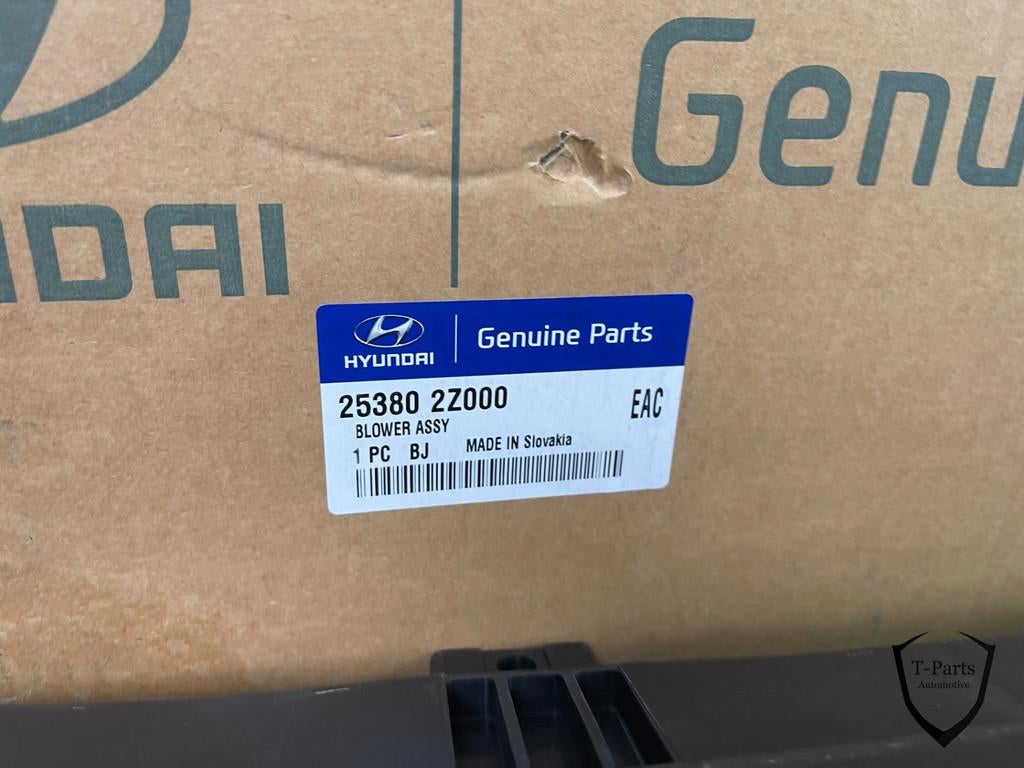 Genu
NDAI
HYUNDAI
Genuine Parts
25380 2Z000
EAC
BLOWER ASSY
1 PC BJ MADE IN Slovakia
T-Parts
Automotive